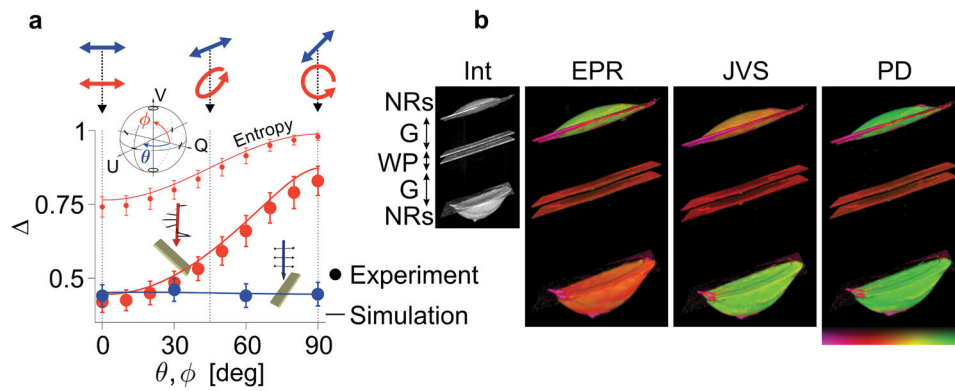 a
b
V
ϕ
θ
U
Q
Entropy
1
0.75
0.5
Δ
0
30
60
90
θ, ϕ [deg]
Experiment
Simulation
Int
EPR
JVS
PD
NRs
G
WP
G
NRs